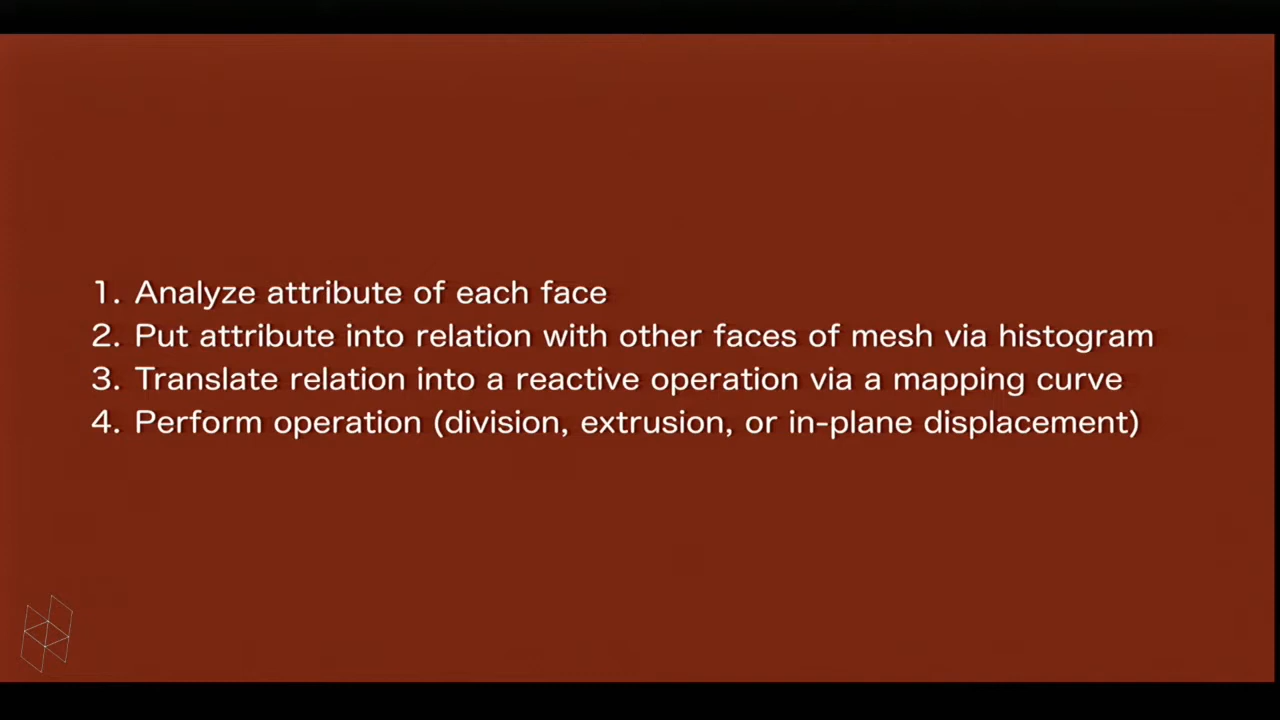 1. Analyze attribute of each face
2. Put attribute into relation with other faces of mesh via histogram
3. Translate relation into a reactive operation via a mapping curve
4. Perform operation (division, extrusion, or in-plane displacement)